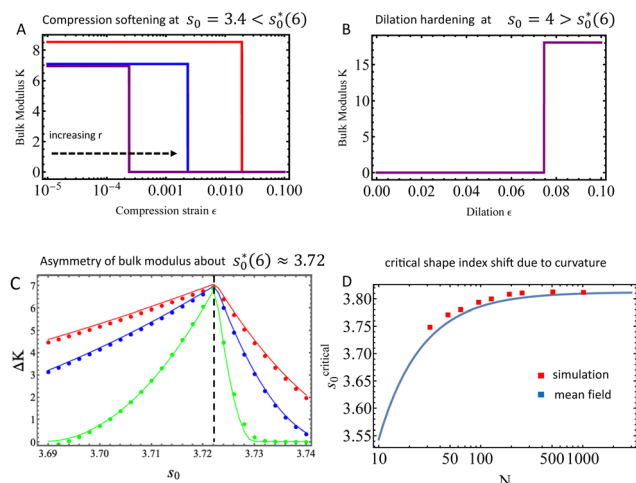 Compression softening at s₀ = 3.4 < s₀*(6)
Dilation hardening at s₀ = 4 > s₀*(6)
A
8
6
4
2
0
Bulk Modulus K
increasing r
10⁻⁵ 10⁻⁴ 0.001 0.010 0.100
Compression strain ϵ
B
15
10
5
0
Bulk Modulus K
0.00 0.02 0.04 0.06 0.08 0.10
Dilation ϵ
Asymmetry of bulk modulus about s₀*(6) ≈ 3.72
critical shape index shift due to curvature
C
7
6
5
4
3
2
1
0
ΔK
3.69 3.70 3.71 3.72 3.73 3.74
s₀
D
3.80
3.75
3.70
3.65
3.60
3.55
s₀ critical
simulation
mean field
10 50 100 500 1000
N